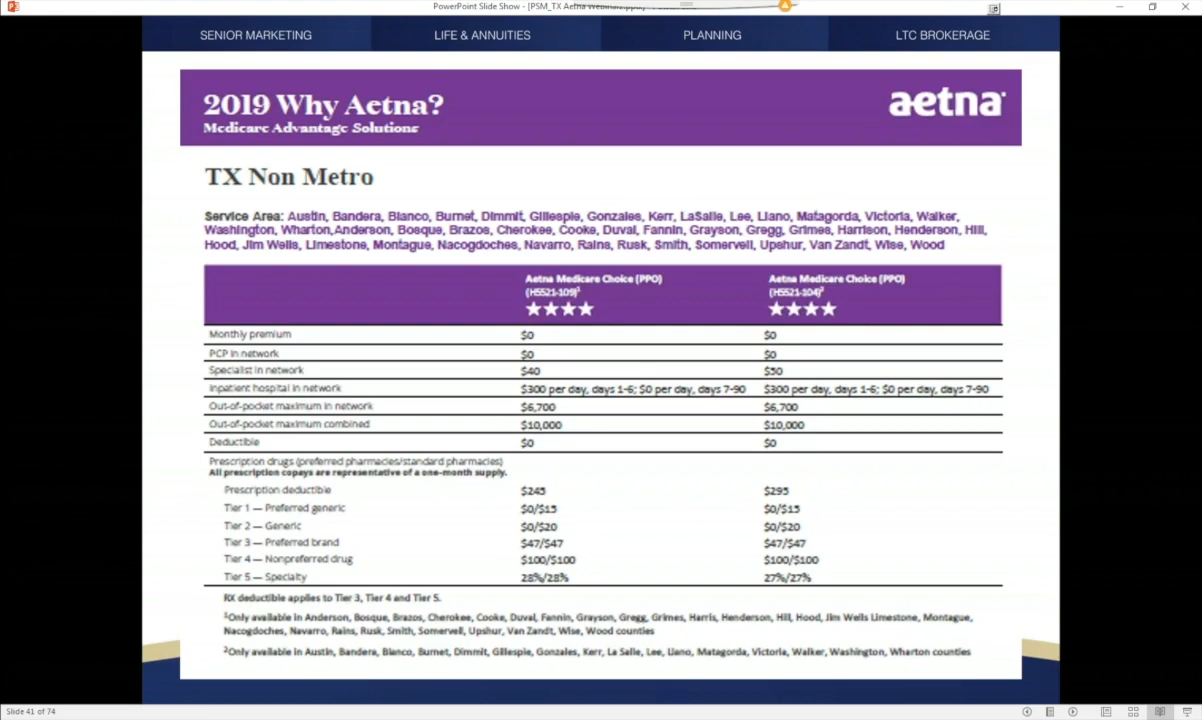 PowerPoint Slide Show - [PSM_TX Aetna Webinar2.pptx]
SENIOR MARKETING LIFE & ANNUITIES PLANNING LTC BROKERAGE
2019 Why Aetna?
Medicare Advantage Solutions
aetna
TX Non Metro
Service Area: Austin, Bandera, Blanco, Burnet, Dimmit, Gillespie, Gonzales, Kerr, LaSalle, Lee, Llano, Matagorda, Victoria, Walker,
Washington, Wharton,Anderson, Bosque, Brazos, Cherokee, Cooke, Duval, Fannin, Grayson, Gregg, Grimes, Harrison, Henderson, Hill,
Hood, Jim Wells, Limestone, Montague, Nacogdoches, Navarro, Rains, Rusk, Smith, Somervell, Upshur, Van Zandt, Wise, Wood
Aetna Medicare Choice (PPO) Aetna Medicare Choice (PPO)
(H5521-109)¹ (H5521-104)²
★★★★ ★★★★
Monthly premium $0 $0
PCP in network $0 $0
Specialist in network $40 $50
Inpatient hospital in network $300 per day, days 1-6; $0 per day, days 7-90 $300 per day, days 1-6; $0 per day, days 7-90
Out-of-pocket maximum in network $6,700 $6,700
Out-of-pocket maximum combined $10,000 $10,000
Deductible $0 $0
Prescription drugs (preferred pharmacies/standard pharmacies)
All prescription copays are representative of a one-month supply.
Prescription deductible $245 $295
Tier 1 — Preferred generic $0/$15 $0/$15
Tier 2 — Generic $0/$20 $0/$20
Tier 3 — Preferred brand $47/$47 $47/$47
Tier 4 — Nonpreferred drug $100/$100 $100/$100
Tier 5 — Specialty 28%/28% 27%/27%
RX deductible applies to Tier 3, Tier 4 and Tier 5.
¹Only available in Anderson, Bosque, Brazos, Cherokee, Cooke, Duval, Fannin, Grayson, Gregg, Grimes, Harris, Henderson, Hill, Hood, Jim Wells Limestone, Montague,
Nacogdoches, Navarro, Rains, Rusk, Smith, Somervell, Upshur, Van Zandt, Wise, Wood counties
²Only available in Austin, Bandera, Blanco, Burnet, Dimmit, Gillespie, Gonzales, Kerr, La Salle, Lee, Llano, Matagorda, Victoria, Walker, Washington, Wharton counties
Slide 41 of 74